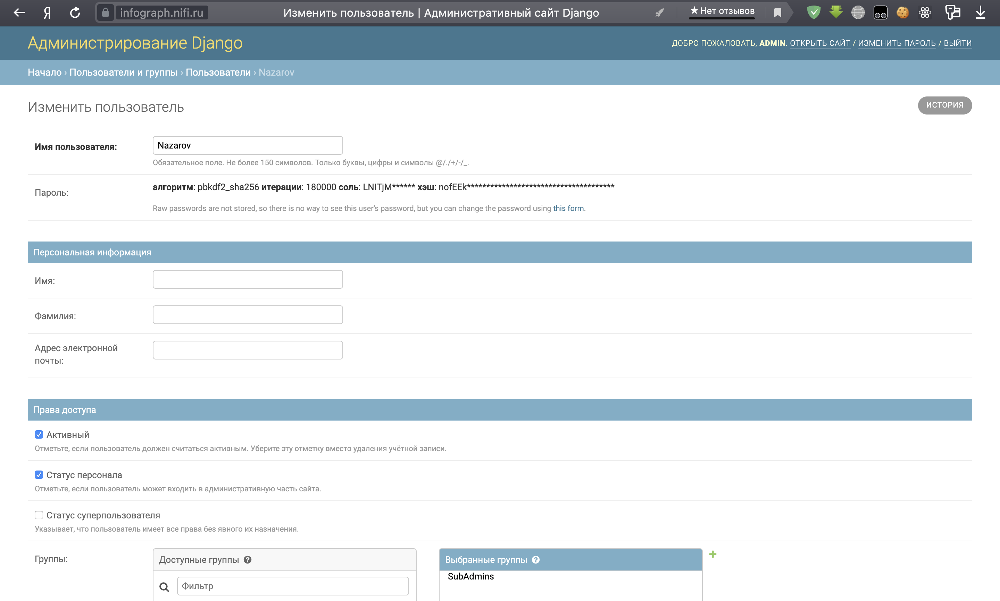 infograph.nifi.ru
Изменить пользователь | Административный сайт Django
★ Нет отзывов
Администрирование Django
ДОБРО ПОЖАЛОВАТЬ, ADMIN. ОТКРЫТЬ САЙТ / ИЗМЕНИТЬ ПАРОЛЬ / ВЫЙТИ
Начало › Пользователи и группы › Пользователи › Nazarov
Изменить пользователь
ИСТОРИЯ
Имя пользователя:
Nazarov
Обязательное поле. Не более 150 символов. Только буквы, цифры и символы @/./+/-/_.
Пароль:
алгоритм: pbkdf2_sha256 итерации: 180000 соль: LNITjM****** хэш: nofEEk**************************************
Raw passwords are not stored, so there is no way to see this user’s password, but you can change the password using this form.
Персональная информация
Имя:
Фамилия:
Адрес электронной
почты:
Права доступа
Активный
Отметьте, если пользователь должен считаться активным. Уберите эту отметку вместо удаления учётной записи.
Статус персонала
Отметьте, если пользователь может входить в административную часть сайта.
Статус суперпользователя
Указывает, что пользователь имеет все права без явного их назначения.
Группы:
Доступные группы ?
Фильтр
Выбранные группы ?
SubAdmins